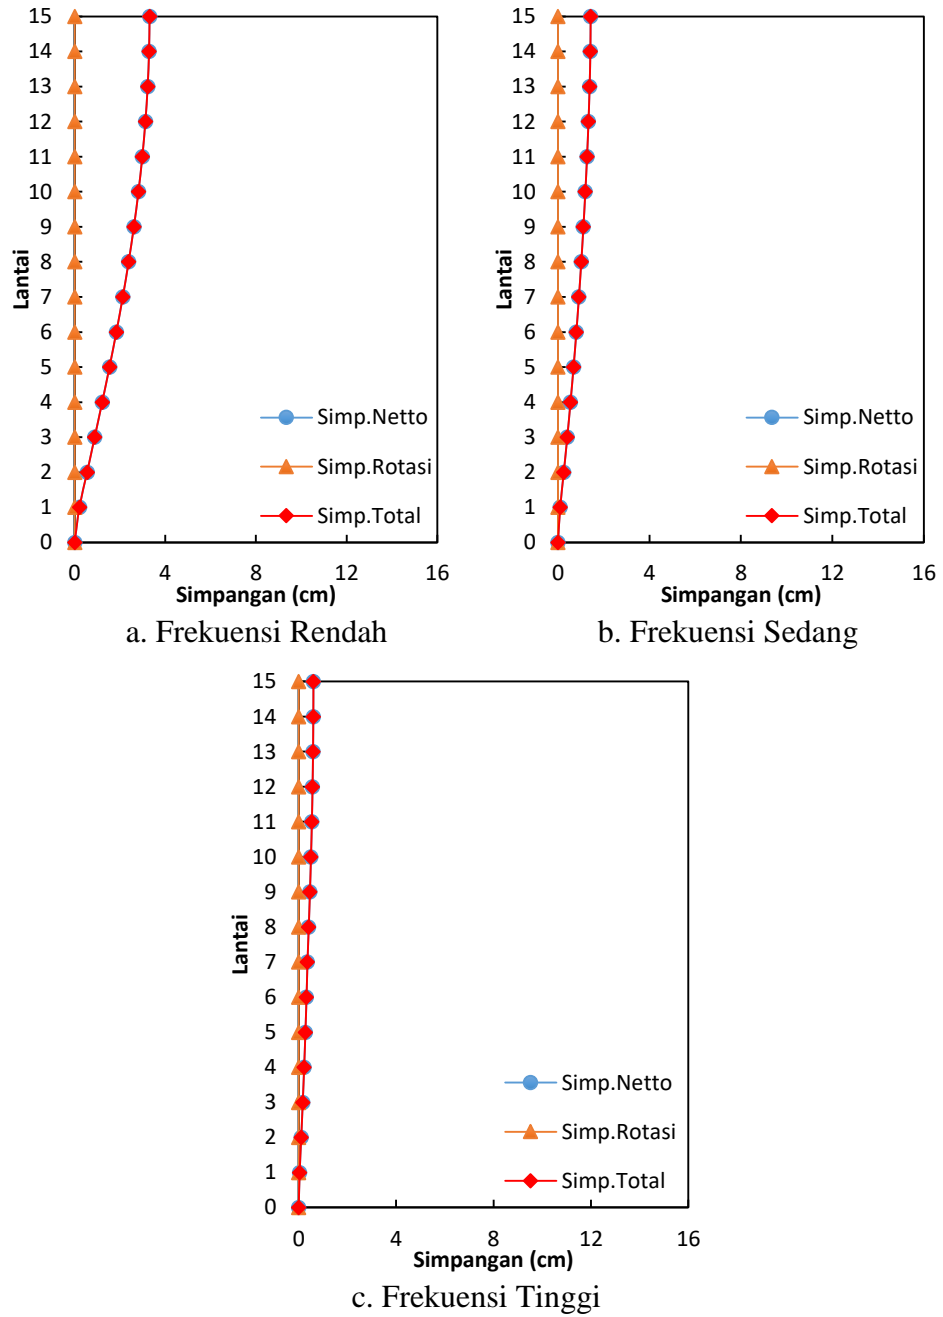 15
14
13
12
11
10
9
8
7
6
5
4
3
2
1
0
Lantai
Simp.Netto
Simp.Rotasi
Simp.Total
0 4 8 12 16
Simpangan (cm)
a. Frekuensi Rendah
15
14
13
12
11
10
9
8
7
6
5
4
3
2
1
0
Lantai
Simp.Netto
Simp.Rotasi
Simp.Total
0 4 8 12 16
Simpangan (cm)
b. Frekuensi Sedang
15
14
13
12
11
10
9
8
7
6
5
4
3
2
1
0
Lantai
Simp.Netto
Simp.Rotasi
Simp.Total
0 4 8 12 16
Simpangan (cm)
c. Frekuensi Tinggi